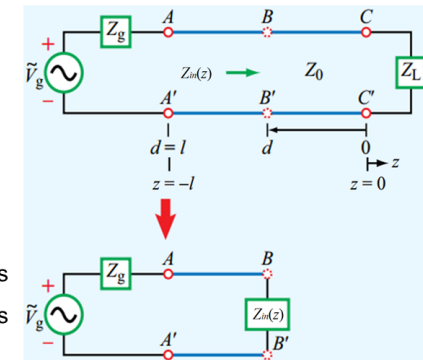 A B C
Zg
+
Ṽg
Zin(z) Z0 ZL
−
A' B' C'
d = l d 0
z
z = −l z = 0
A B
Zg
s
+
Ṽg
Zin(z)
s
−
A' B'